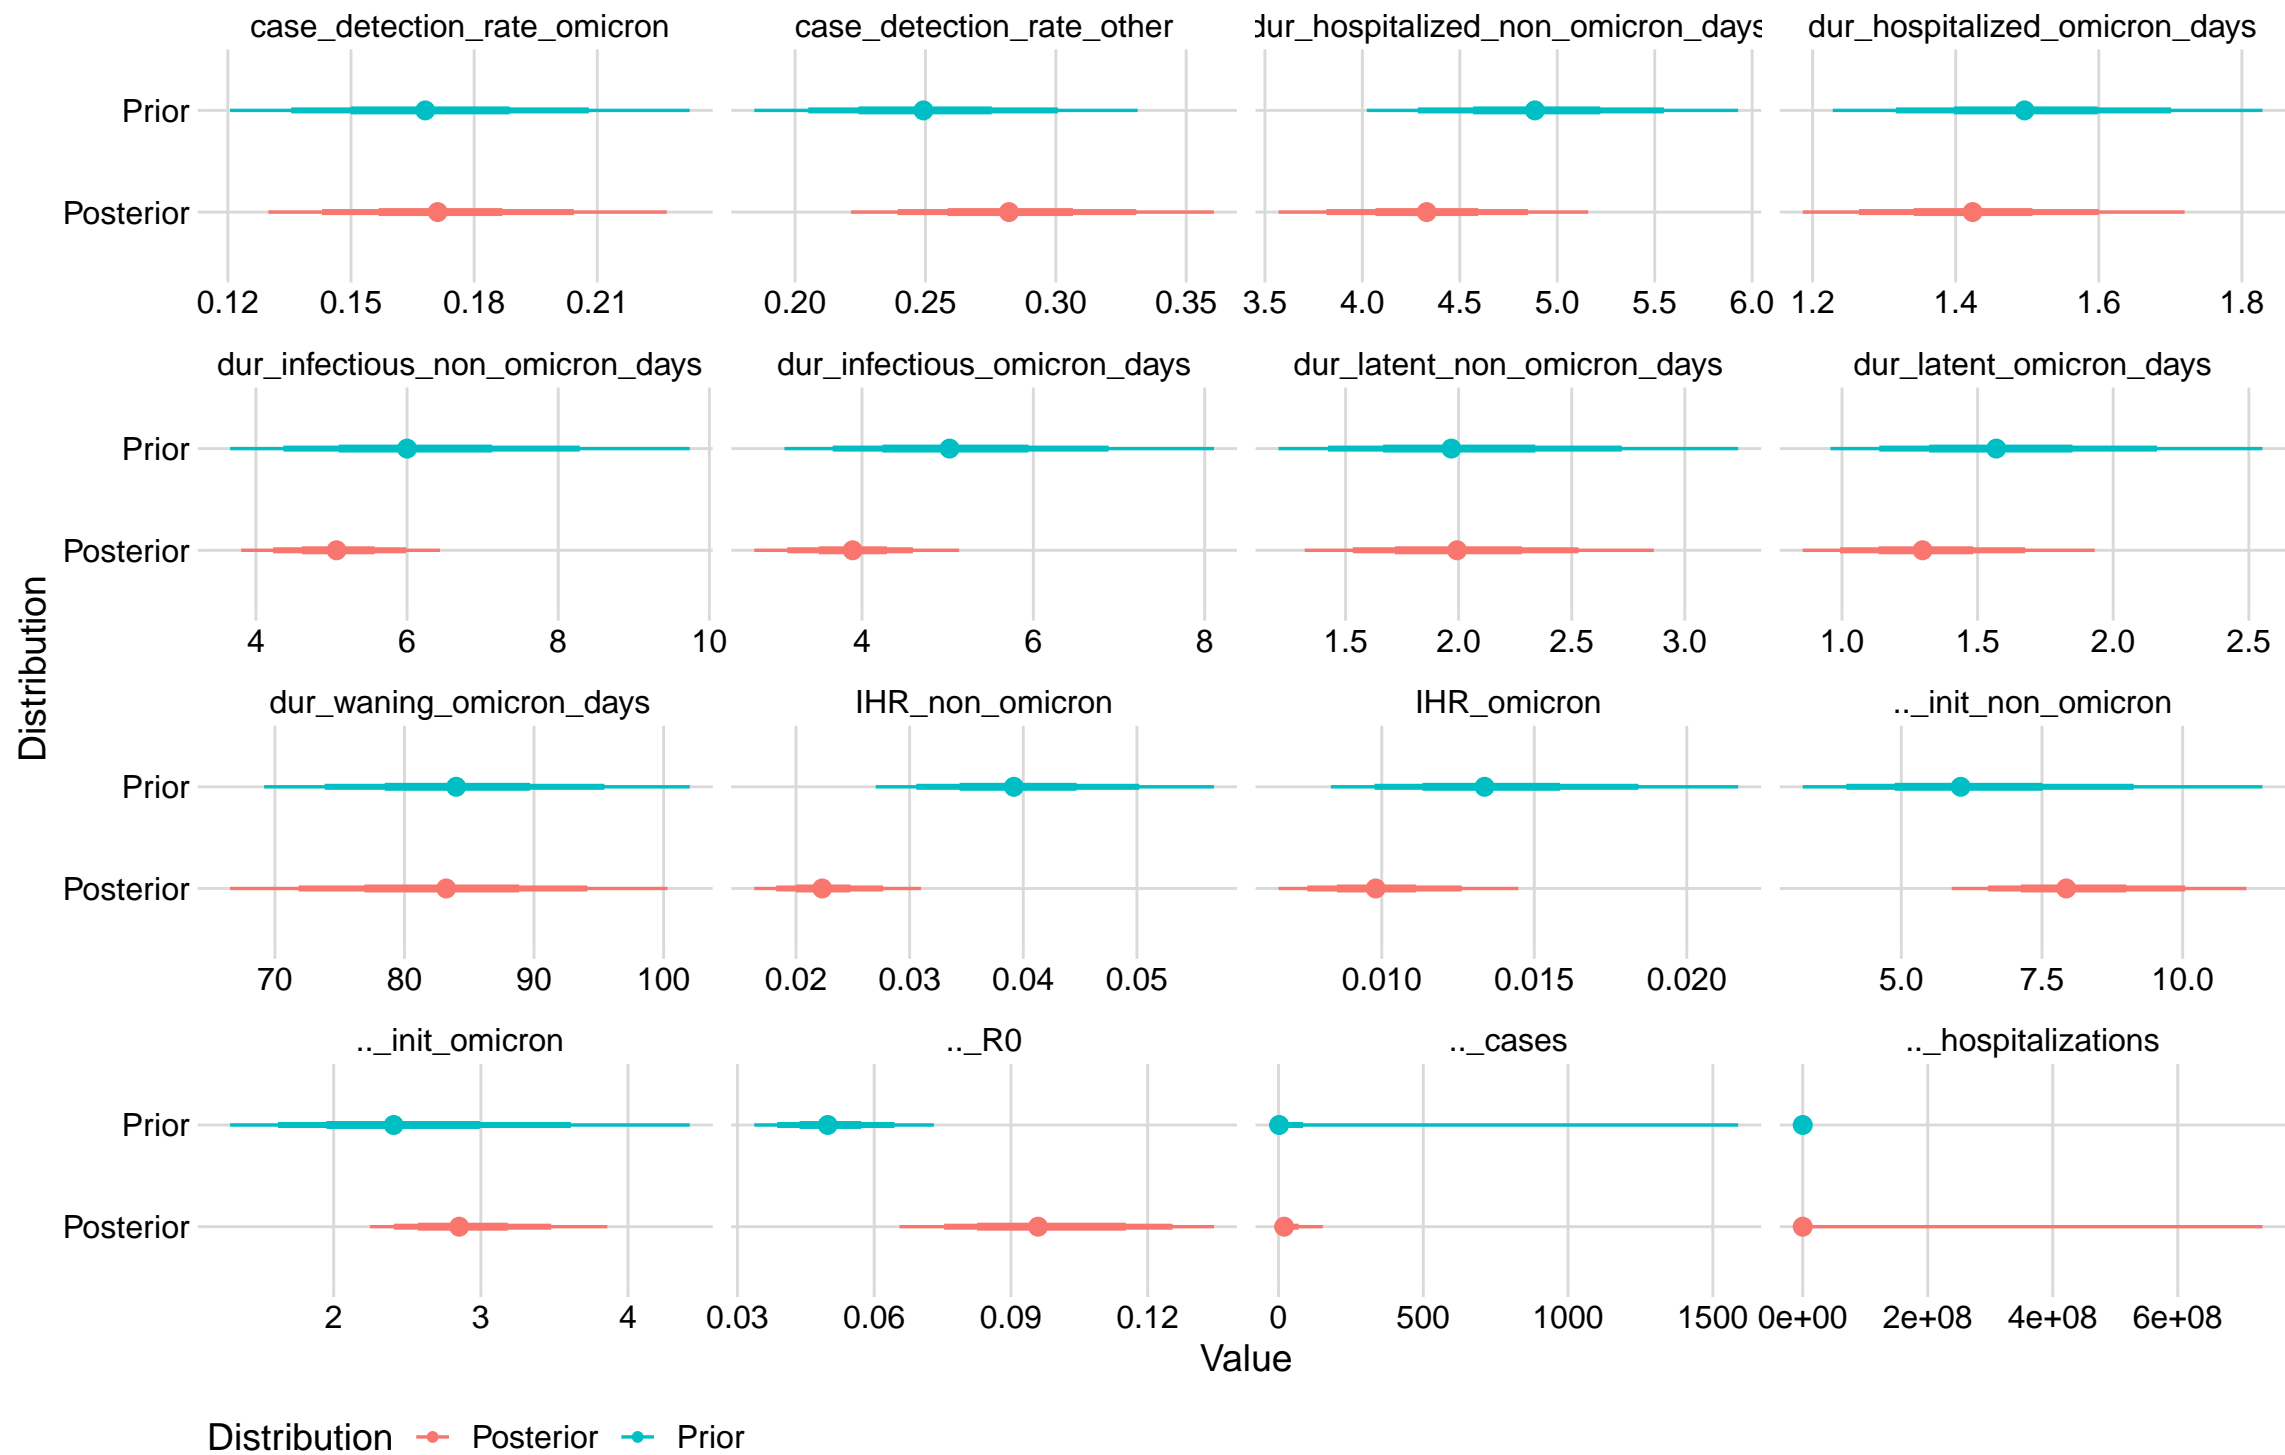 case_detection_rate_omicron case_detection_rate_other dur_hospitalized_non_omicron_days dur_hospitalized_omicron_days
Prior
Posterior
0.12 0.15 0.18 0.21 0.20 0.25 0.30 0.35 3.5 4.0 4.5 5.0 5.5 6.0 1.2 1.4 1.6 1.8
dur_infectious_non_omicron_days dur_infectious_omicron_days dur_latent_non_omicron_days dur_latent_omicron_days
Prior
Posterior
4 6 8 10 4 6 8 1.5 2.0 2.5 3.0 1.0 1.5 2.0 2.5
Distribution
dur_waning_omicron_days IHR_non_omicron IHR_omicron .._init_non_omicron
Prior
Posterior
70 80 90 100 0.02 0.03 0.04 0.05 0.010 0.015 0.020 5.0 7.5 10.0
.._init_omicron .._R0 .._cases .._hospitalizations
Prior
Posterior
2 3 4 0.03 0.06 0.09 0.12 0 500 1000 1500 0e+00 2e+08 4e+08 6e+08
Value
Distribution Posterior Prior